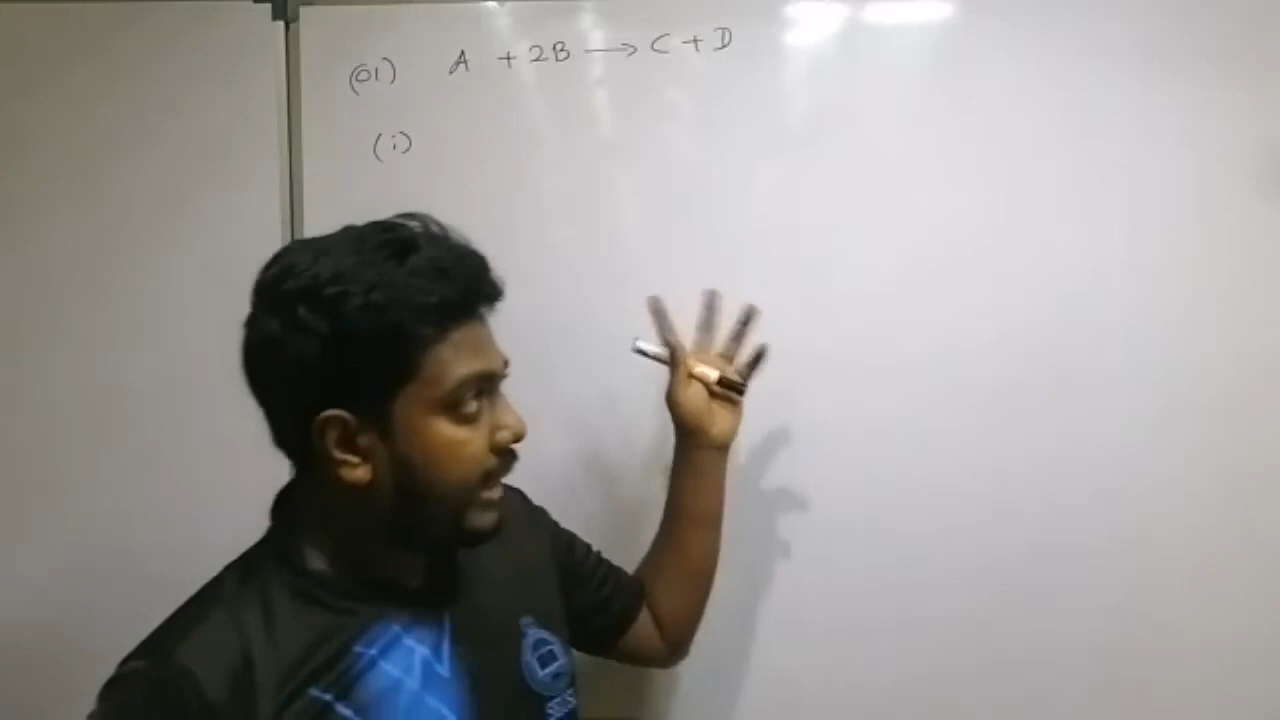 (01) A + 2B → C + D
(i)